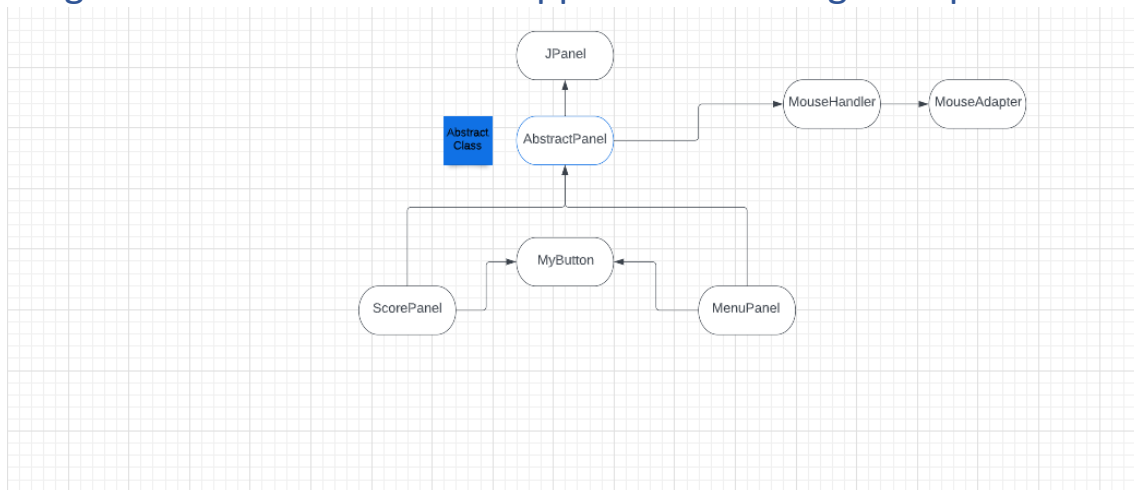 JPanel
MouseHandler
MouseAdapter
Abstract
Class
AbstractPanel
MyButton
ScorePanel
MenuPanel